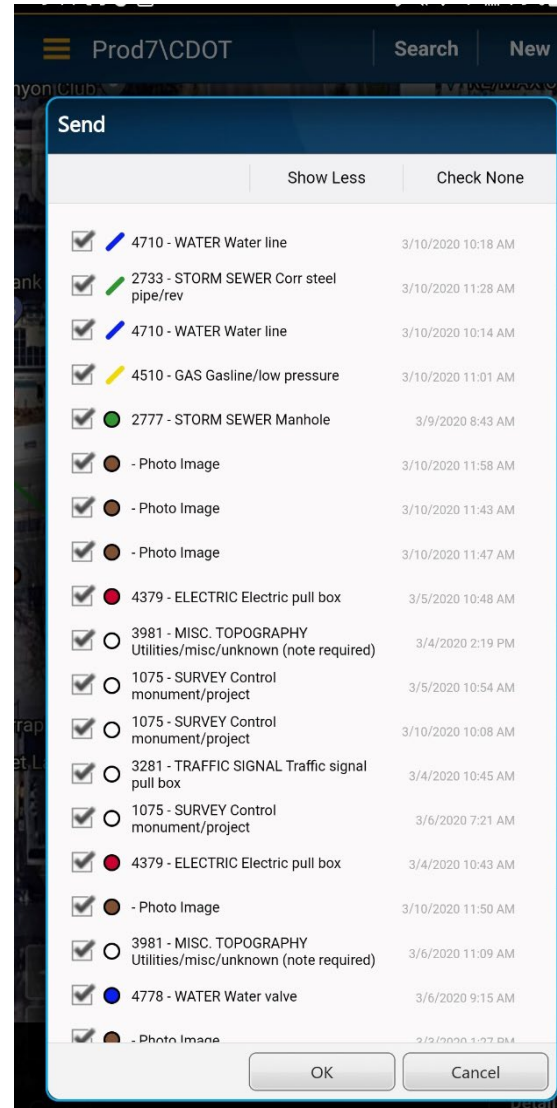 Prod7\CDOT Search New
nyon Club
Send
Show Less Check None
4710 - WATER Water line 3/10/2020 10:18 AM
2733 - STORM SEWER Corr steel
pipe/rev 3/10/2020 11:28 AM
4710 - WATER Water line 3/10/2020 10:14 AM
4510 - GAS Gasline/low pressure 3/10/2020 11:01 AM
2777 - STORM SEWER Manhole 3/9/2020 8:43 AM
- Photo Image 3/10/2020 11:58 AM
- Photo Image 3/10/2020 11:43 AM
- Photo Image 3/10/2020 11:47 AM
4379 - ELECTRIC Electric pull box 3/5/2020 10:48 AM
3981 - MISC. TOPOGRAPHY
Utilities/misc/unknown (note required) 3/4/2020 2:19 PM
1075 - SURVEY Control
monument/project 3/5/2020 10:54 AM
1075 - SURVEY Control
monument/project 3/10/2020 10:08 AM
3281 - TRAFFIC SIGNAL Traffic signal
pull box 3/4/2020 10:45 AM
1075 - SURVEY Control
monument/project 3/6/2020 7:21 AM
4379 - ELECTRIC Electric pull box 3/4/2020 10:43 AM
- Photo Image 3/10/2020 11:50 AM
3981 - MISC. TOPOGRAPHY
Utilities/misc/unknown (note required) 3/6/2020 11:09 AM
4778 - WATER Water valve 3/6/2020 9:15 AM
- Photo Image 3/3/2020 1:27 PM
OK Cancel